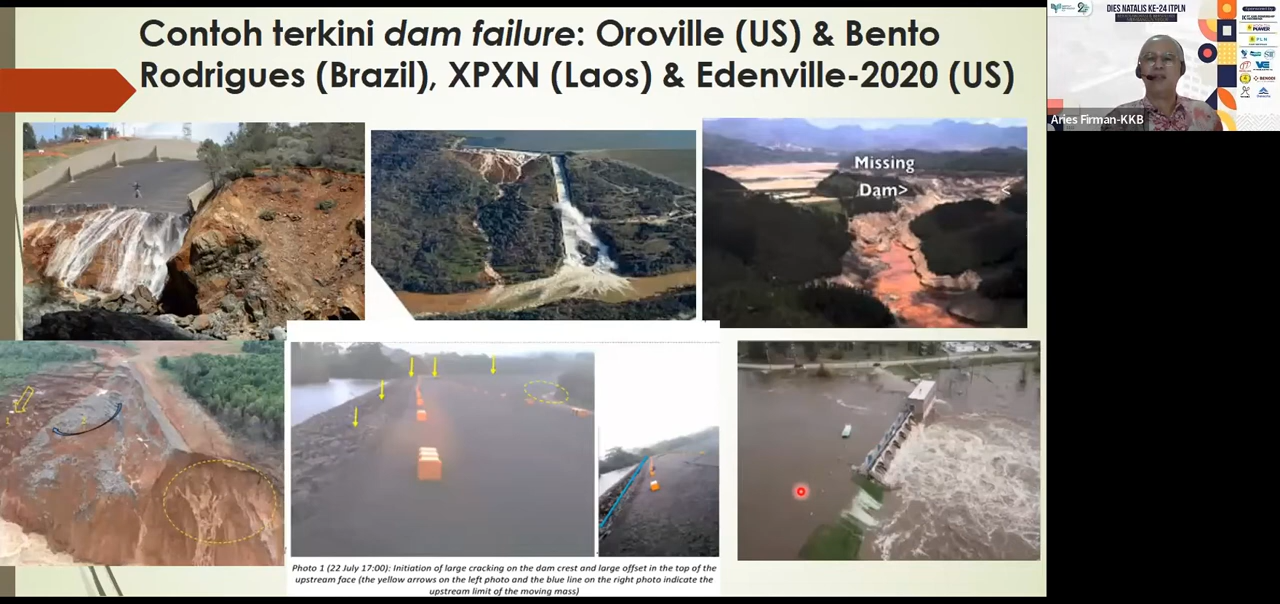 Contoh terkini dam failure: Oroville (US) & Bento
Rodrigues (Brazil), XPXN (Laos) & Edenville-2020 (US)
Missing
Dam>
<
Photo 1 (22 July 17:00): Initiation of large cracking on the dam crest and large offset in the top of the
upstream face (the yellow arrows on the left photo and the blue line on the right photo indicate the
upstream limit of the moving mass)
DIES NATALIS KE-24 ITPLN
Aries Firman-KKB
POWER
PLN